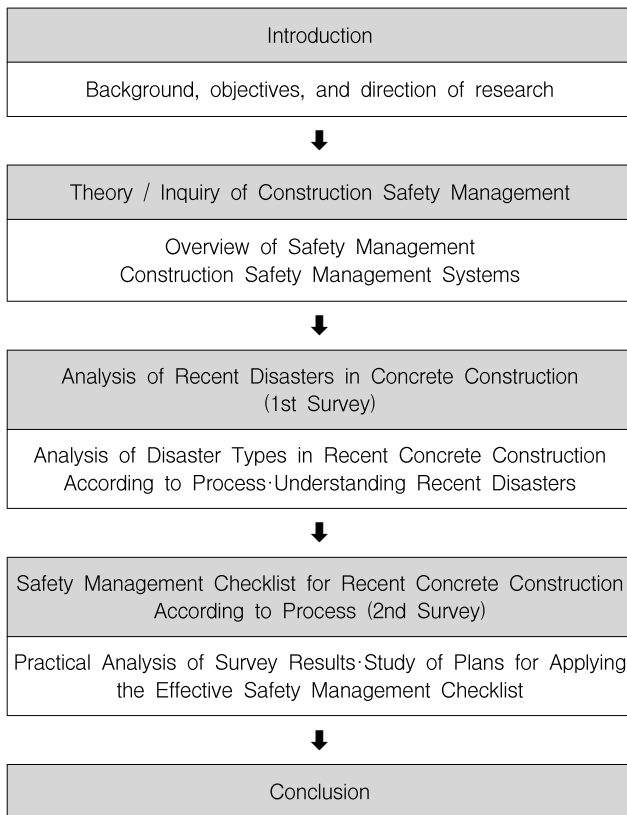 Introduction
Background, objectives, and direction of research
Theory / Inquiry of Construction Safety Management
Overview of Safety Management
Construction Safety Management Systems
Analysis of Recent Disasters in Concrete Construction
(1st Survey)
Analysis of Disaster Types in Recent Concrete Construction
According to Process·Understanding Recent Disasters
Safety Management Checklist for Recent Concrete Construction
According to Process (2nd Survey)
Practical Analysis of Survey Results·Study of Plans for Applying
the Effective Safety Management Checklist
Conclusion